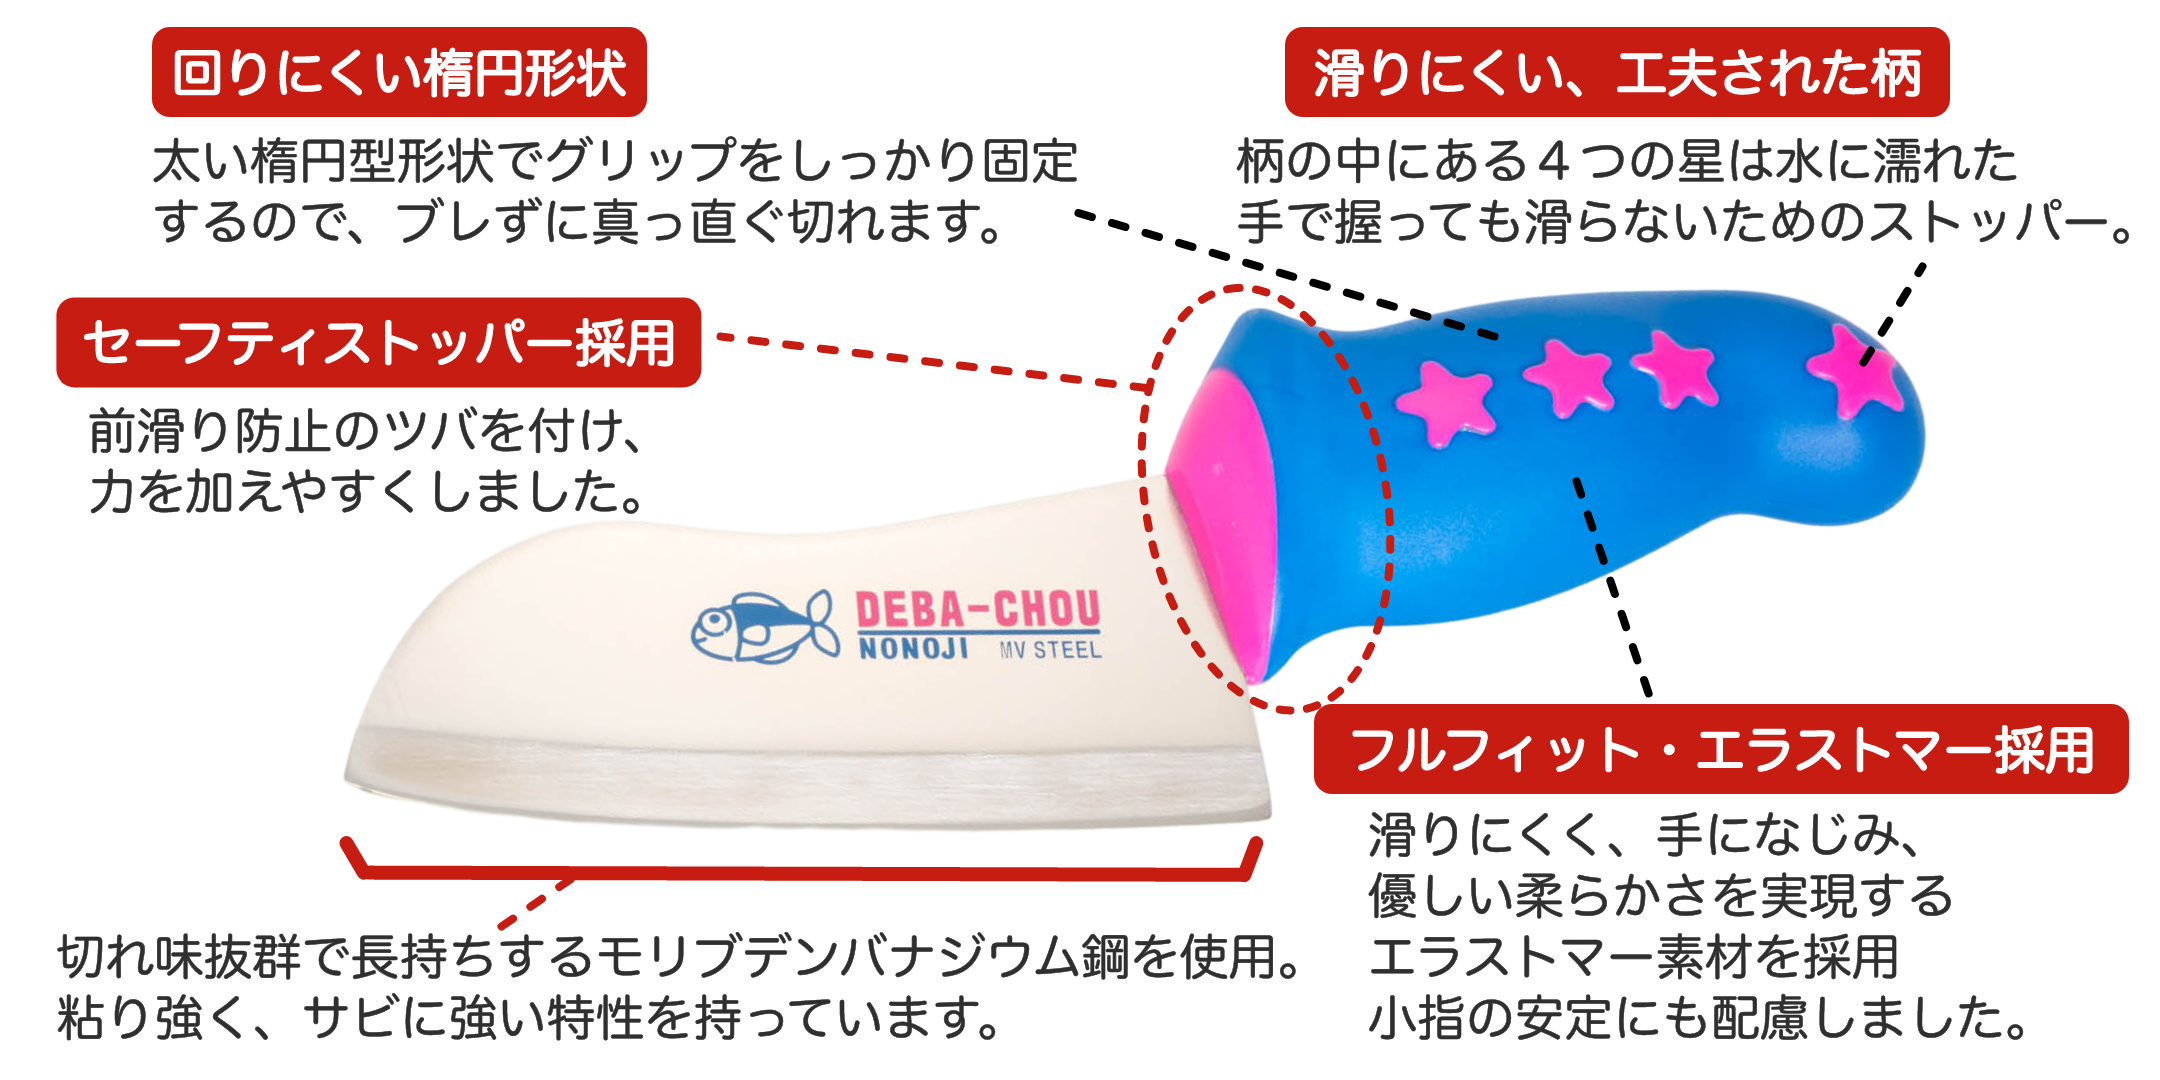 回りにくい楕円形状
太い楕円型形状でグリップをしっかり固定
するので、ブレずに真っ直ぐ切れます。
滑りにくい、工夫された柄
柄の中にある４つの星は水に濡れた
手で握っても滑らないためのストッパー。
セーフティストッパー採用
前滑り防止のツバを付け、
力を加えやすくしました。
DEBA-CHOU
NONOJI MV STEEL
フルフィット・エラストマー採用
滑りにくく、手になじみ、
優しい柔らかさを実現する
エラストマー素材を採用
小指の安定にも配慮しました。
切れ味抜群で長持ちするモリブデンバナジウム鋼を使用。
粘り強く、サビに強い特性を持っています。